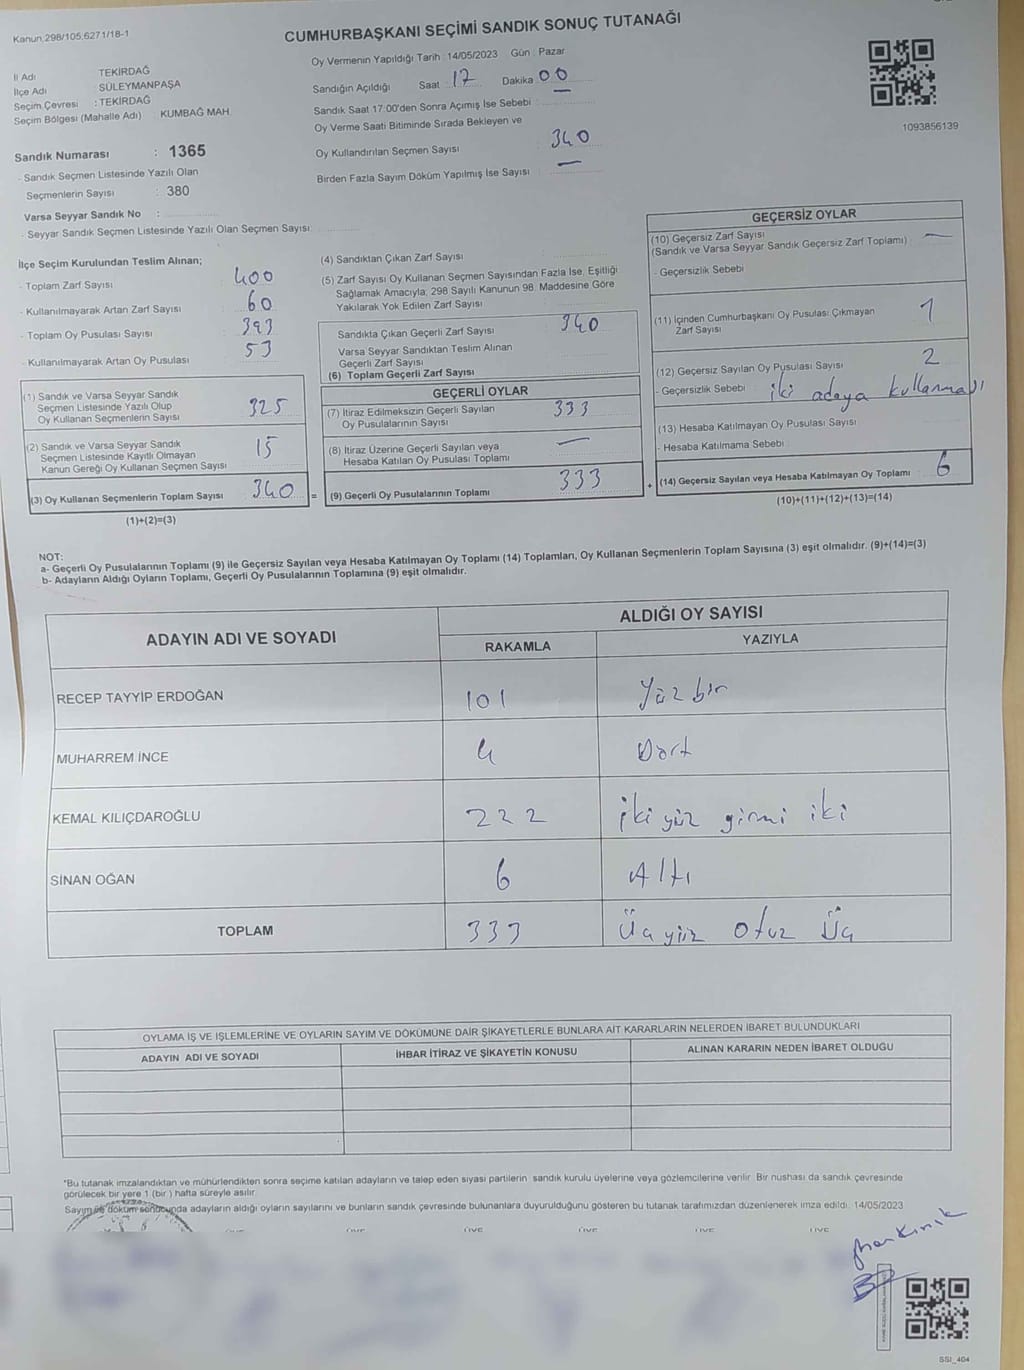 Kanun,298/105,6271/18-1
CUMHURBAŞKANI SEÇİMİ SANDIK SONUÇ TUTANAĞI
İl Adı TEKİRDAĞ
İlçe Adı SÜLEYMANPAŞA
Seçim Çevresi : TEKİRDAĞ
Seçim Bölgesi (Mahalle Adı) KUMBAĞ MAH
Oy Vermenin Yapıldığı Tarih : 14/05/2023 Gün : Pazar
Sandığın Açıldığı Saat 17 Dakika 00
Sandık Saat 17:00'den Sonra Açımış İse Sebebi : —
Oy Verme Saati Bitiminde Sırada Bekleyen ve
Oy Kullandırılan Seçmen Sayısı : 340
Birden Fazla Sayım Döküm Yapılmış İse Sayısı : —
1093856139
Sandık Numarası : 1365
- Sandık Seçmen Listesinde Yazılı Olan
Seçmenlerin Sayısı : 380
Varsa Seyyar Sandık No :
- Seyyar Sandık Seçmen Listesinde Yazılı Olan Seçmen Sayısı:
İlçe Seçim Kurulundan Teslim Alınan;
- Toplam Zarf Sayısı : 400
- Kullanılmayarak Artan Zarf Sayısı : 60
- Toplam Oy Pusulası Sayısı : 393
- Kullanılmayarak Artan Oy Pusulası 53
(1) Sandık ve Varsa Seyyar Sandık
Seçmen Listesinde Yazılı Olup
Oy Kullanan Seçmenlerin Sayısı 325
(2) Sandık ve Varsa Seyyar Sandık
Seçmen Listesinde Kayıtlı Olmayan
Kanun Gereği Oy Kullanan Seçmen Sayısı 15
(3) Oy Kullanan Seçmenlerin Toplam Sayısı 340
(1)+(2)=(3)
(4) Sandıktan Çıkan Zarf Sayısı
(5) Zarf Sayısı Oy Kullanan Seçmen Sayısından Fazla İse, Eşitliği
Sağlamak Amacıyla, 298 Sayılı Kanunun 98. Maddesine Göre
Yakılarak Yok Edilen Zarf Sayısı
Sandıkta Çıkan Geçerli Zarf Sayısı 340
Varsa Seyyar Sandıktan Teslim Alınan
Geçerli Zarf Sayısı
(6) Toplam Geçerli Zarf Sayısı
GEÇERLİ OYLAR
(7) İtiraz Edilmeksizin Geçerli Sayılan
Oy Pusulalarının Sayısı 333
(8) İtiraz Üzerine Geçerli Sayılan veya
Hesaba Katılan Oy Pusulası Toplamı —
= (9) Geçerli Oy Pusulalarının Toplamı 333
GEÇERSİZ OYLAR
(10) Geçersiz Zarf Sayısı
(Sandık ve Varsa Seyyar Sandık Geçersiz Zarf Toplamı) —
- Geçersizlik Sebebi
(11) İçinden Cumhurbaşkanı Oy Pusulası Çıkmayan
Zarf Sayısı 1
(12) Geçersiz Sayılan Oy Pusulası Sayısı 2
- Geçersizlik Sebebi iki adaya kullanması
(13) Hesaba Katılmayan Oy Pusulası Sayısı
- Hesaba Katılmama Sebebi
+ (14) Geçersiz Sayılan veya Hesaba Katılmayan Oy Toplamı 6
(10)+(11)+(12)+(13)=(14)
NOT:
a- Geçerli Oy Pusulalarının Toplamı (9) ile Geçersiz Sayılan veya Hesaba Katılmayan Oy Toplamı (14) Toplamları, Oy Kullanan Seçmenlerin Toplam Sayısına (3) eşit olmalıdır. (9)+(14)=(3)
b- Adayların Aldığı Oyların Toplamı, Geçerli Oy Pusulalarının Toplamına (9) eşit olmalıdır.
ADAYIN ADI VE SOYADI ALDIĞI OY SAYISI
RAKAMLA YAZIYLA
RECEP TAYYİP ERDOĞAN 101 Yüz bir
MUHARREM İNCE 4 Dört
KEMAL KILIÇDAROĞLU 222 iki yüz girmi iki
SİNAN OĞAN 6 Altı
TOPLAM 333 Üç yüz otuz Üç
OYLAMA İŞ VE İŞLEMLERİNE VE OYLARIN SAYIM VE DÖKÜMÜNE DAİR ŞİKAYETLERLE BUNLARA AİT KARARLARIN NELERDEN İBARET BULUNDUKLARI
ADAYIN ADI VE SOYADI İHBAR İTİRAZ VE ŞİKAYETİN KONUSU ALINAN KARARIN NEDEN İBARET OLDUĞU
*Bu tutanak imzalandıktan ve mühürlendikten sonra seçime katılan adayların ve talep eden siyasi partilerin sandık kurulu üyelerine veya gözlemcilerine verilir. Bir nushası da sandık çevresinde
görülecek bir yere 1 (bir ) hafta süreyle asılır.
Sayım ve döküm sonucunda adayların aldığı oyların sayılarını ve bunların sandık çevresinde bulunanlara duyurulduğunu gösteren bu tutanak tarafımızdan düzenlenerek imza edildi. 14/05/2023
ÜYE ÜYE ÜYE ÜYE ÜYE
SSI_404